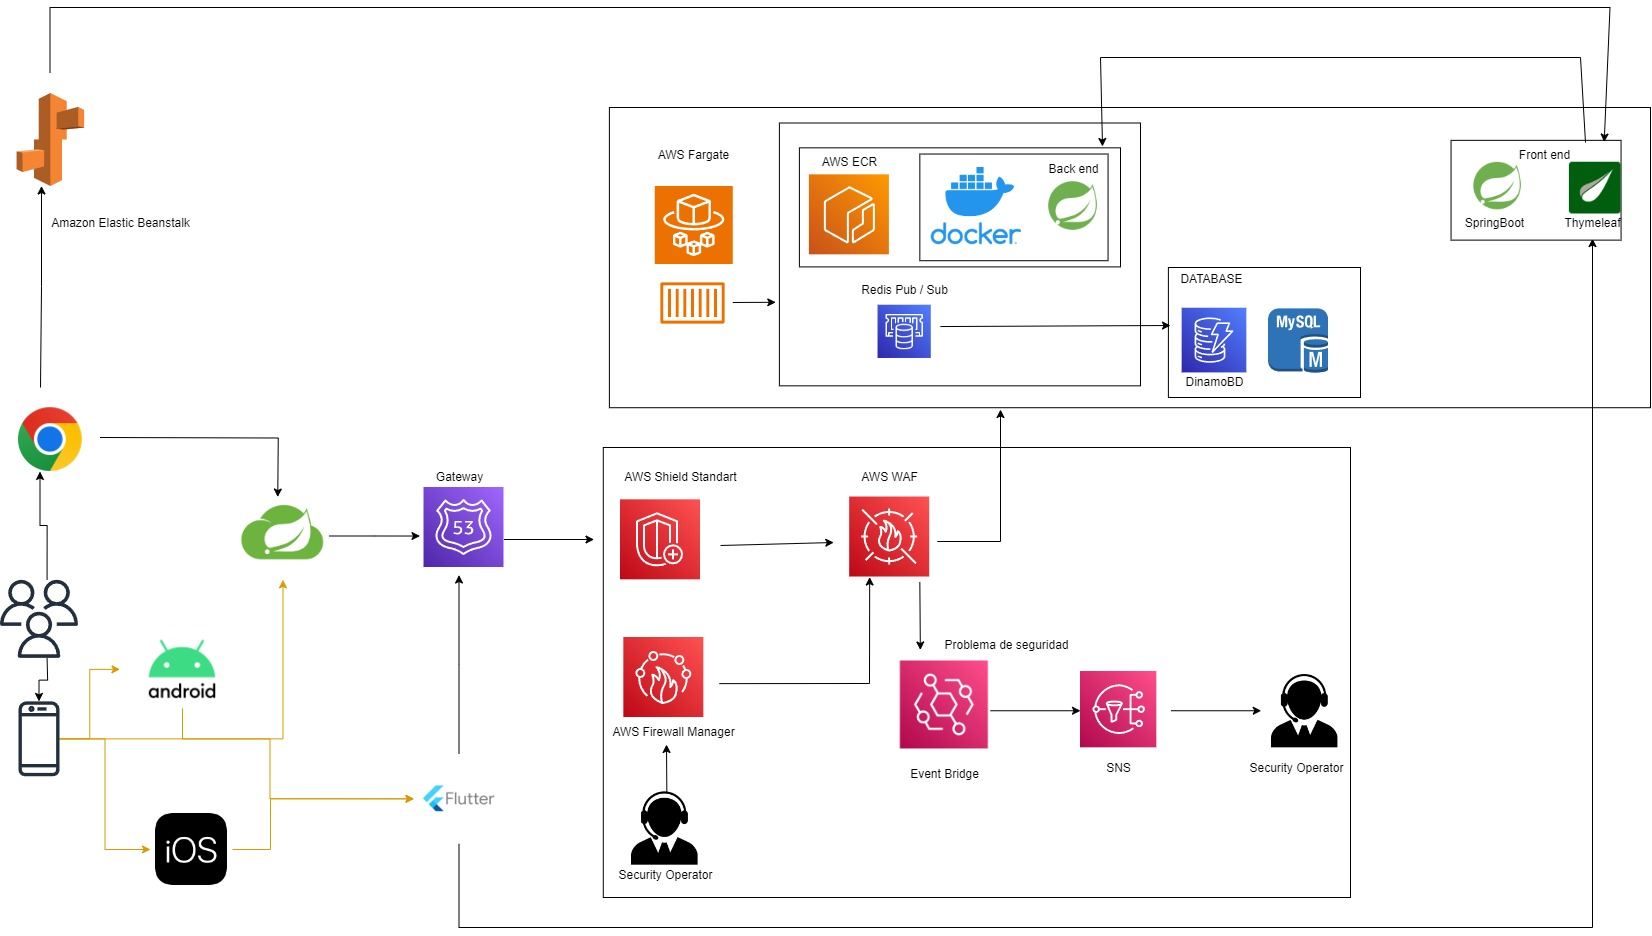 Amazon Elastic Beanstalk
AWS Fargate
AWS ECR
Back end
docker
Redis Pub / Sub
DATABASE
DinamoBD
MySQL
M
Front end
SpringBoot
Thymeleaf
Gateway
53
AWS Shield Standart
AWS WAF
AWS Firewall Manager
Problema de seguridad
Event Bridge
SNS
Security Operator
Security Operator
android
iOS
Flutter